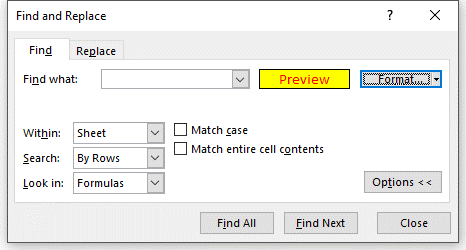 Find and Replace ?
Find Replace
Find what: Preview Format...
Within: Sheet Match case
Match entire cell contents
Search: By Rows
Look in: Formulas
Options <<
Find All Find Next Close